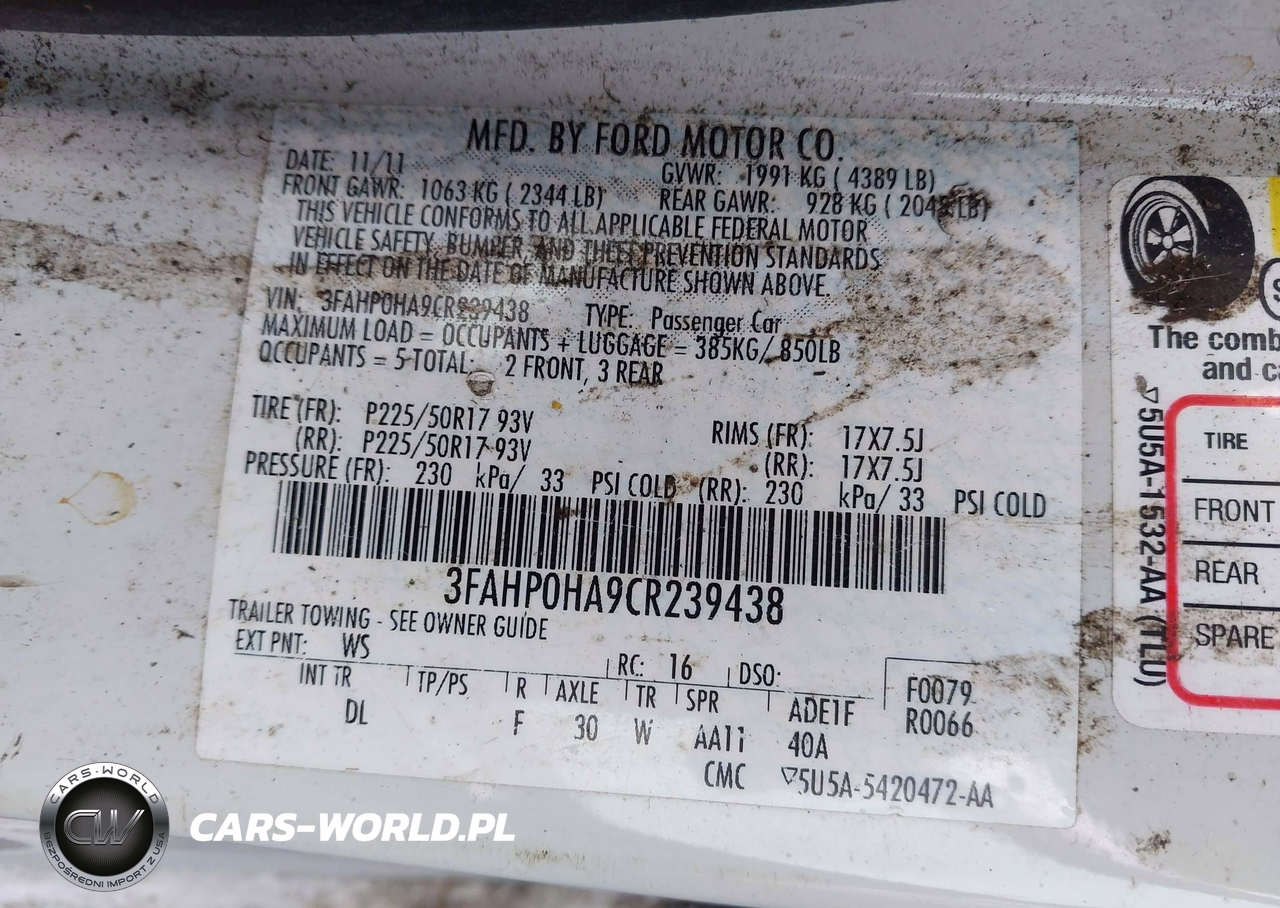 MFD. BY FORD MOTOR CO.
DATE: 11/11 GVWR: 1991 KG ( 4389 LB)
FRONT GAWR: 1063 KG ( 2344 LB) REAR GAWR: 928 KG ( LB)
THIS VEHICLE CONFORMS TO ALL APPLICABLE FEDERAL MOTOR
VEHICLE SAFETY, BUMPER, AND THEFT PREVENTION STANDARDS
IN EFFECT ON THE DATE OF MANUFACTURE SHOWN ABOVE.
VIN: 3FAHP0HA9CR239438 TYPE: Passenger Car
MAXIMUM LOAD = OCCUPANTS + LUGGAGE = 385KG/ 850LB
OCCUPANTS = 5-TOTAL- 2 FRONT, 3 REAR
TIRE (FR): P225/50R17 93V RIMS (FR): 17X7.5J
(RR): P225/50R17 93V (RR): 17X7.5J
PRESSURE (FR): 230 kPa/ 33 PSI COLD (RR): 230 kPa/ 33 PSI COLD
3FAHP0HA9CR239438
TRAILER TOWING - SEE OWNER GUIDE
EXT PNT: WS RC: 16 DSO:
INT TR TP/PS R AXLE TR SPR ADE1F F0079
DL F 30 W AA11 40A R0066
CMC ▽5U5A-5420472-AA
The comb
and ca
TIRE
FRONT
REAR
SPARE
▽5U5A-1532-AA (TLU)
CARS-WORLD
CW
BEZPOŚREDNI IMPORT Z USA
CARS-WORLD.PL